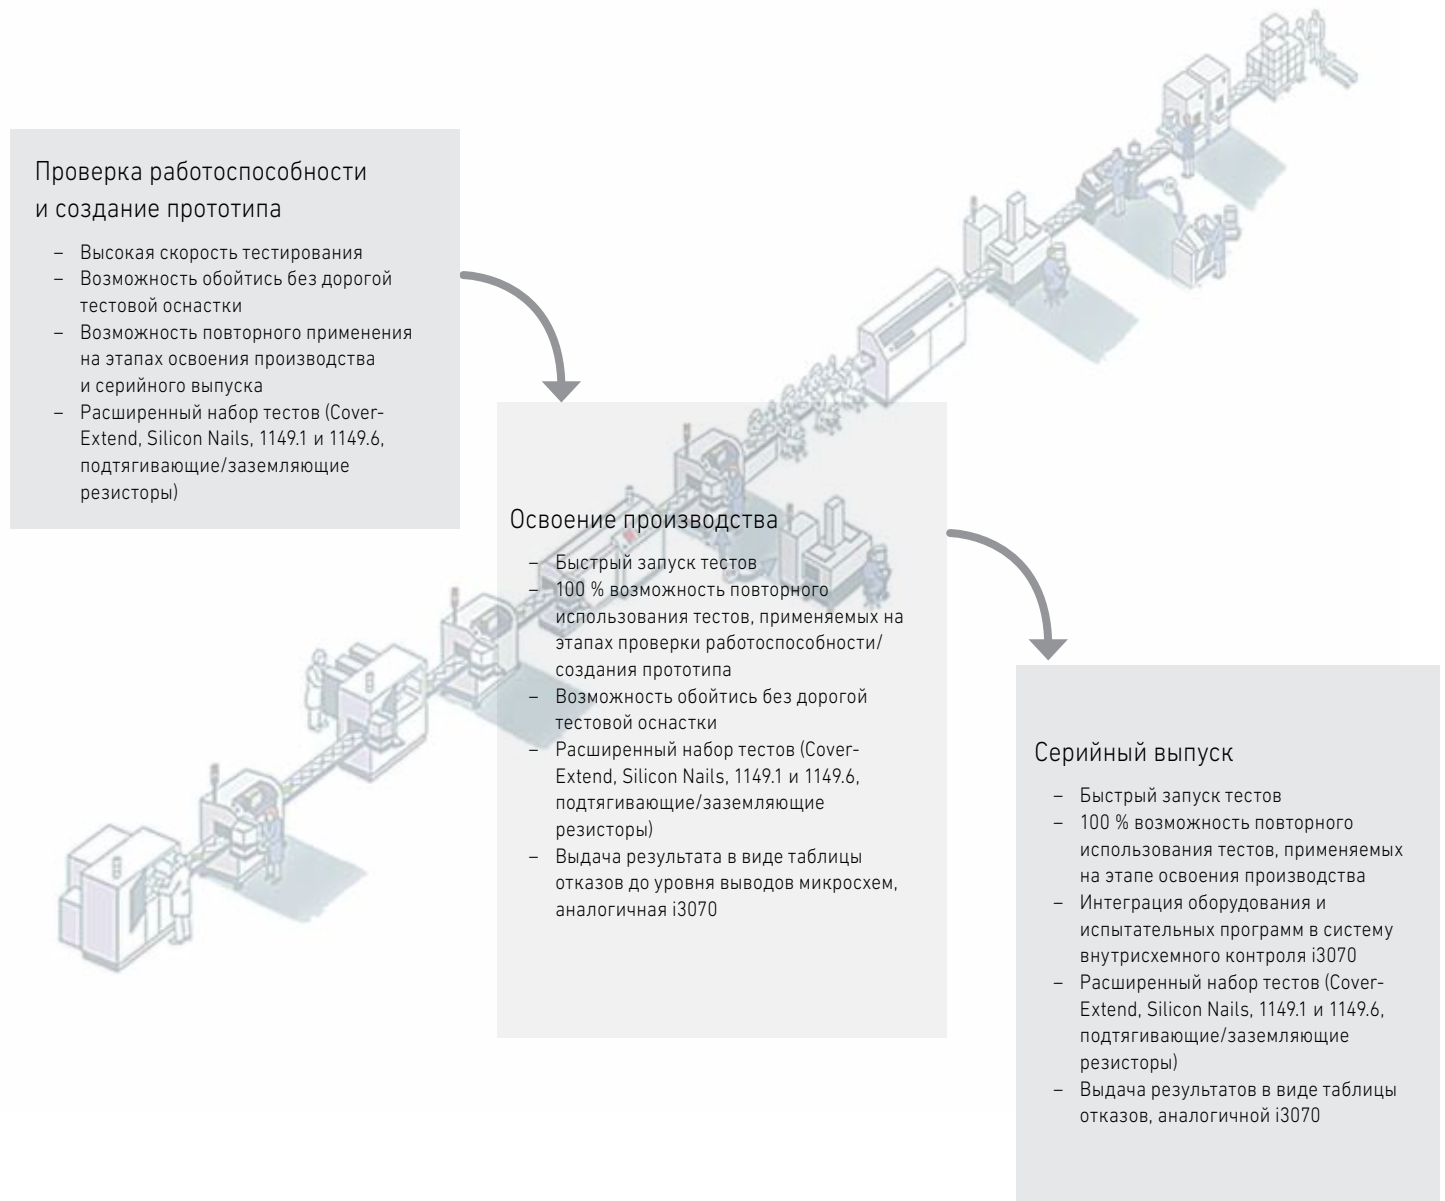 Проверка работоспособности
и создание прототипа
– Высокая скорость тестирования
– Возможность обойтись без дорогой
тестовой оснастки
– Возможность повторного применения
на этапах освоения производства
и серийного выпуска
– Расширенный набор тестов (Cover-
Extend, Silicon Nails, 1149.1 и 1149.6,
подтягивающие/заземляющие
резисторы)
Освоение производства
– Быстрый запуск тестов
– 100 % возможность повторного
использования тестов, применяемых на
этапах проверки работоспособности/
создания прототипа
– Возможность обойтись без дорогой
тестовой оснастки
– Расширенный набор тестов (Cover-
Extend, Silicon Nails, 1149.1 и 1149.6,
подтягивающие/заземляющие
резисторы)
– Выдача результата в виде таблицы
отказов до уровня выводов микросхем,
аналогичная i3070
Серийный выпуск
– Быстрый запуск тестов
– 100 % возможность повторного
использования тестов, применяемых
на этапе освоения производства
– Интеграция оборудования и
испытательных программ в систему
внутрисхемного контроля i3070
– Расширенный набор тестов (Cover-
Extend, Silicon Nails, 1149.1 и 1149.6,
подтягивающие/заземляющие
резисторы)
– Выдача результатов в виде таблицы
отказов, аналогичной i3070